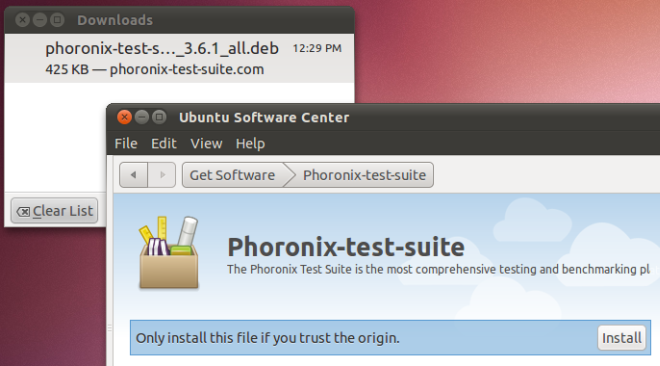 Downloads
phoronix-test-s…_3.6.1_all.deb 12:29 PM
425 KB — phoronix-test-suite.com
Ubuntu Software Center
File Edit View Help
Get Software Phoronix-test-suite
Clear List
Phoronix-test-suite
The Phoronix Test Suite is the most comprehensive testing and benchmarking pl
Only install this file if you trust the origin. Install